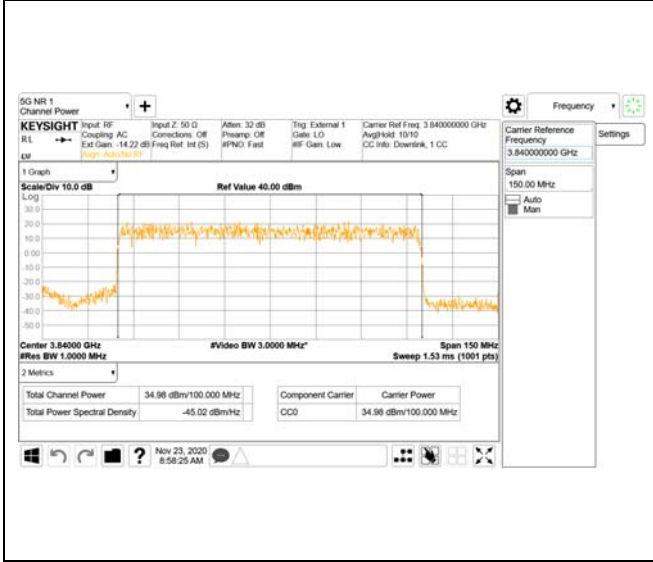 5G NR 1
Channel Power
Frequency
KEYSIGHT
RL
Input: RF
Coupling: AC
Ext Gain: -14.22 dB
Align: Auto/No RF
Input Z: 50 Ω
Corrections: Off
Freq Ref: Int (S)
Atten: 32 dB
Preamp: Off
#PNO: Fast
Trig: External 1
Gate: LO
#IF Gain: Low
Carrier Ref Freq: 3.840000000 GHz
Avg|Hold: 10/10
CC Info: Downlink, 1 CC
Carrier Reference
Frequency
3.840000000 GHz
Settings
Span
150.00 MHz
Auto
Man
1 Graph
Scale/Div 10.0 dB
Ref Value 40.00 dBm
Log
30.0
20.0
10.0
0.00
-10.0
-20.0
-30.0
-40.0
-50.0
Center 3.84000 GHz
#Video BW 3.0000 MHz*
Span 150 MHz
#Res BW 1.0000 MHz
Sweep 1.53 ms (1001 pts)
2 Metrics
Total Channel Power 34.98 dBm/100.000 MHz
Total Power Spectral Density -45.02 dBm/Hz
Component Carrier Carrier Power
CC0 34.98 dBm/100.000 MHz
?
Nov 23, 2020
8:58:25 AM